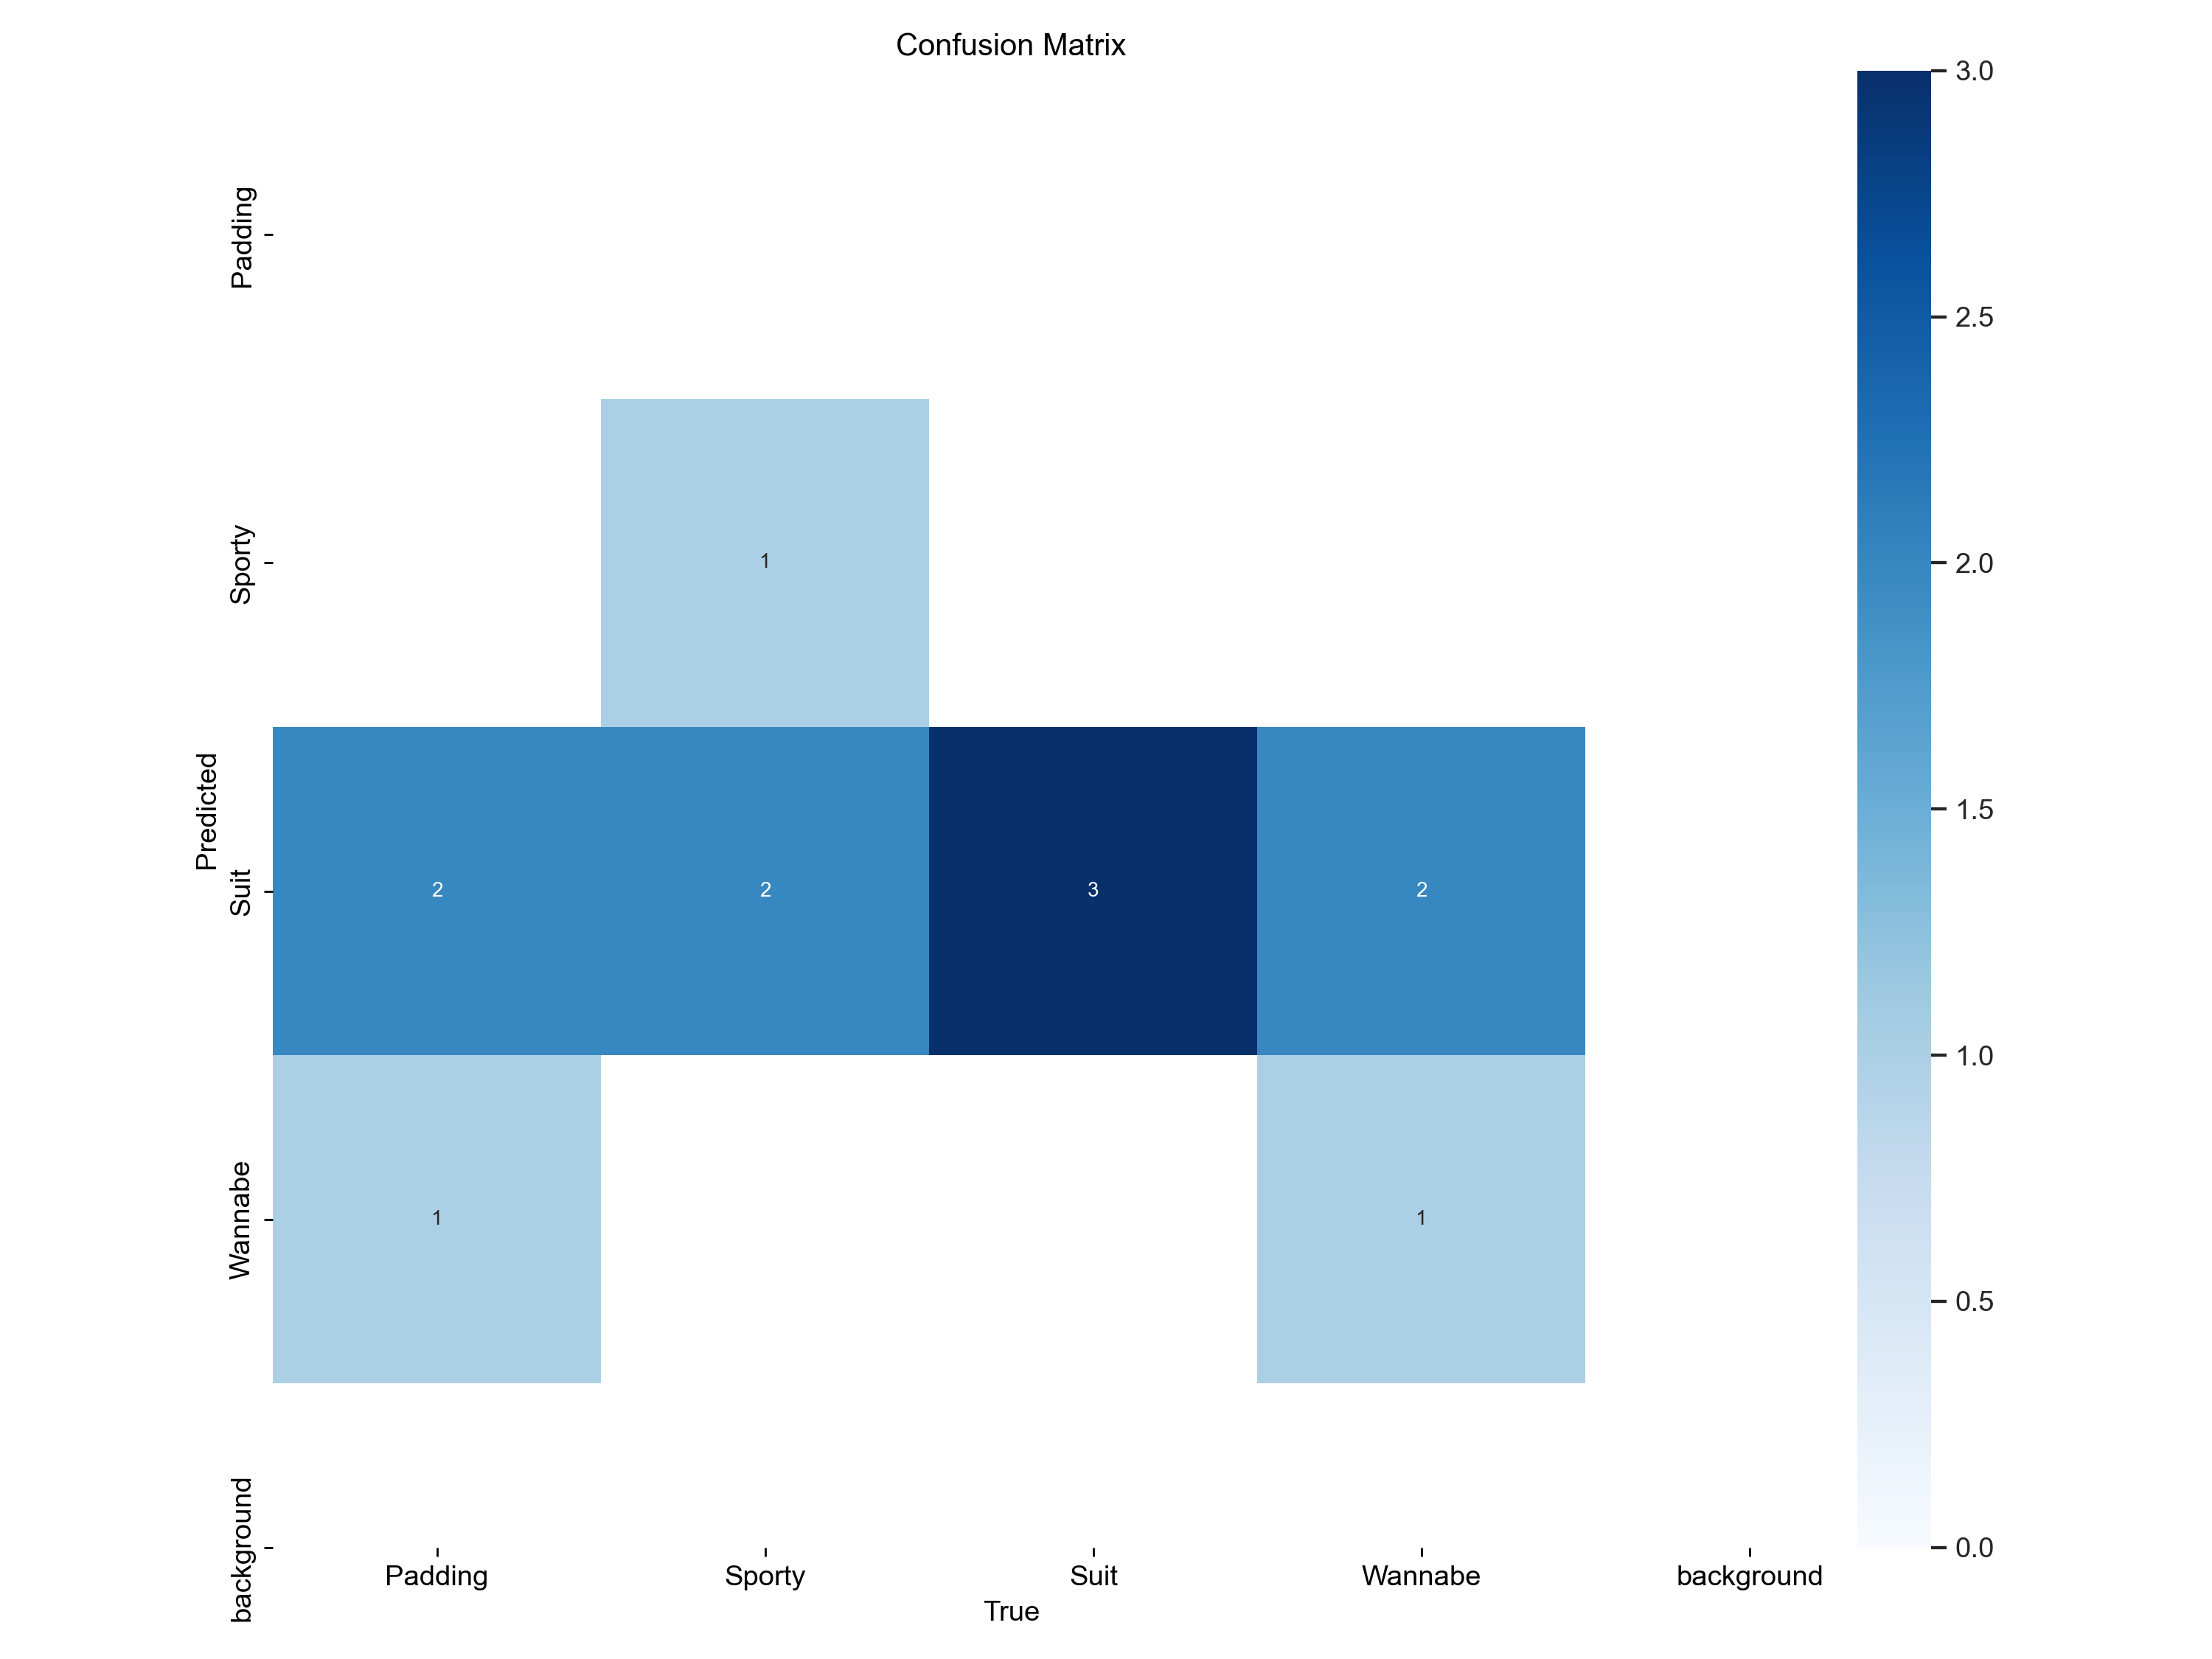 Confusion Matrix
Padding
Sporty
Suit
Wannabe
background
Predicted
1
2 2 3 2
1 1
Padding Sporty Suit Wannabe background
True
3.0
2.5
2.0
1.5
1.0
0.5
0.0